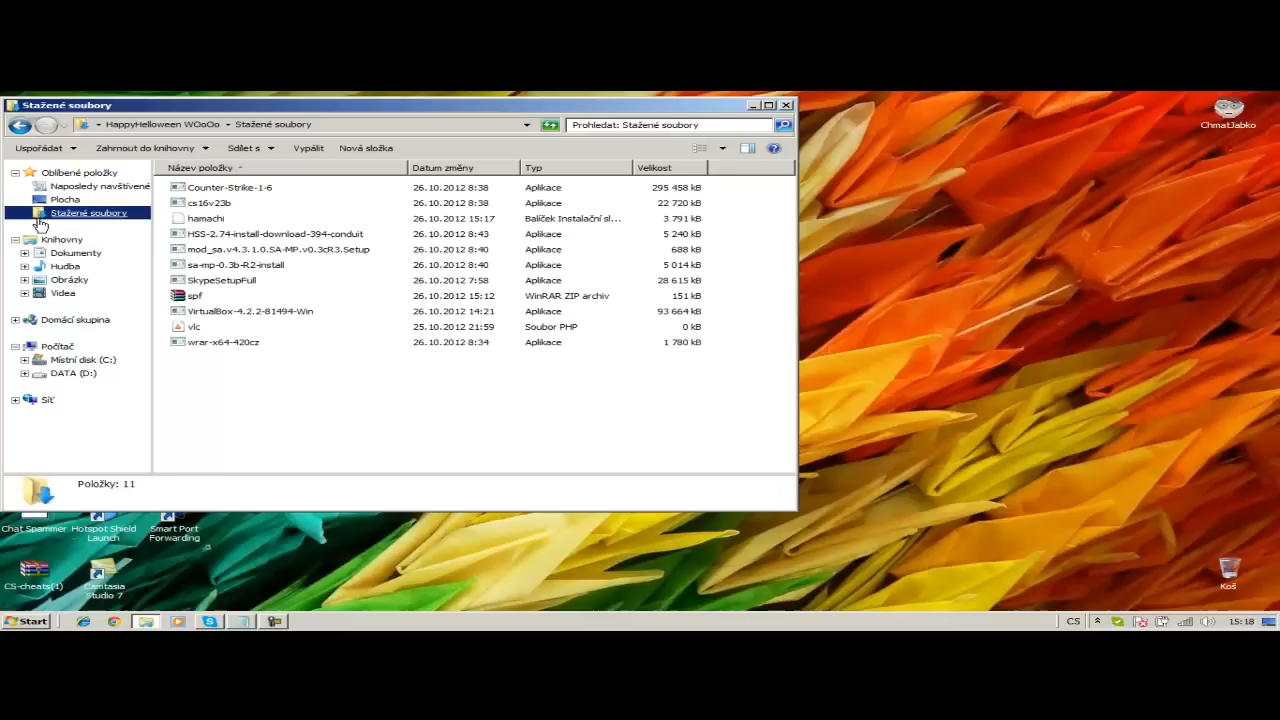 Stažené soubory
HappyHelloween WOoOo
Stažené soubory
Prohledat: Stažené soubory
Uspořádat
Zahrnout do knihovny
Sdílet s
Vypálit
Nová složka
Oblíbené položky
Naposledy navštívené
Plocha
Stažené soubory
Knihovny
Dokumenty
Hudba
Obrázky
Videa
Domácí skupina
Počítač
Místní disk (C:)
DATA (D:)
Síť
Název položky Datum změny Typ Velikost
Counter-Strike-1-6 26.10.2012 8:38 Aplikace 295 458 kB
cs16v23b 26.10.2012 8:38 Aplikace 22 720 kB
hamachi 26.10.2012 15:17 Balíček Instalační sl... 3 791 kB
HSS-2.74-install-download-394-conduit 26.10.2012 8:43 Aplikace 5 240 kB
mod_sa.v4.3.1.0.SA-MP.v0.3cR3.Setup 26.10.2012 8:40 Aplikace 688 kB
sa-mp-0.3b-R2-install 26.10.2012 8:40 Aplikace 5 014 kB
SkypeSetupFull 26.10.2012 7:58 Aplikace 28 615 kB
spf 26.10.2012 15:12 WinRAR ZIP archiv 151 kB
VirtualBox-4.2.2-81494-Win 26.10.2012 14:21 Aplikace 93 664 kB
vlc 25.10.2012 21:59 Soubor PHP 0 kB
wrar-x64-420cz 26.10.2012 8:34 Aplikace 1 780 kB
Položky: 11
ChmatJabko
Chat Spammer
Hotspot Shield
Launch
Smart Port
Forwarding
CS-cheats(1)
Camtasia
Studio 7
Koš
Start
CS
15:18